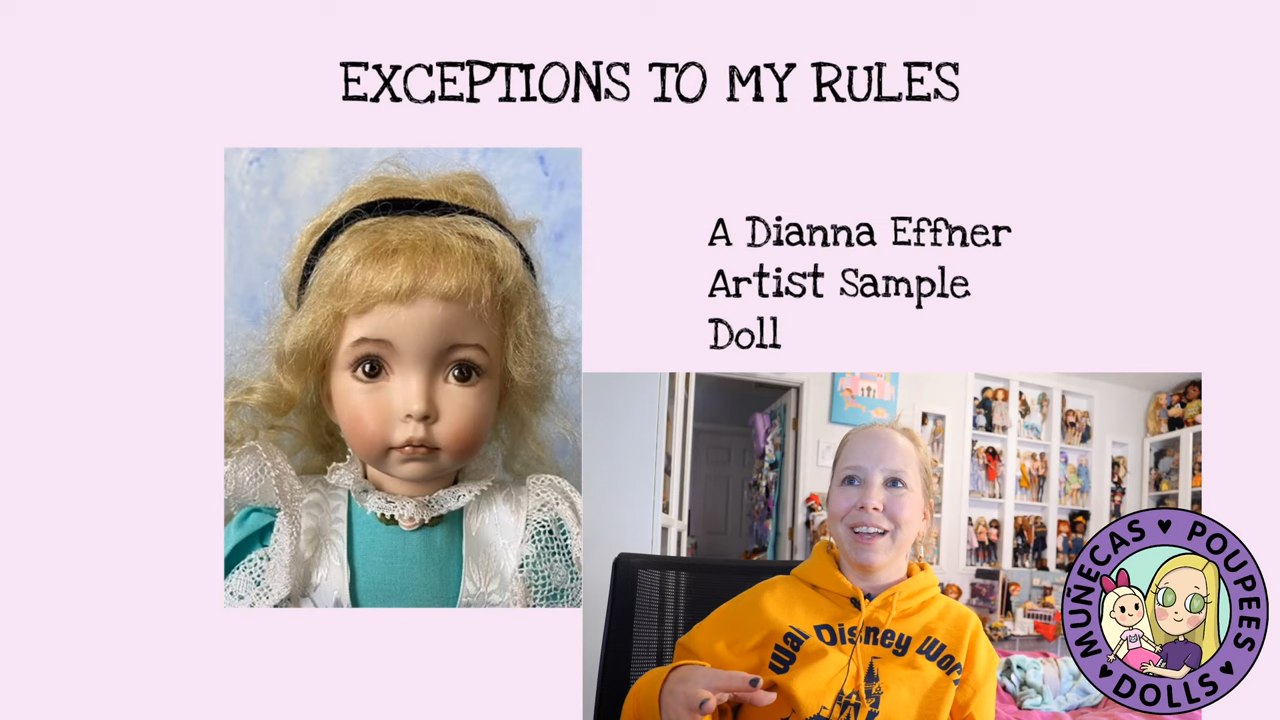 EXCEPTIONS TO MY RULES
A Dianna Effner
Artist Sample
Doll
Walt Disney World
MUÑECAS ♥ POUPEES ♥ DOLLS ♥